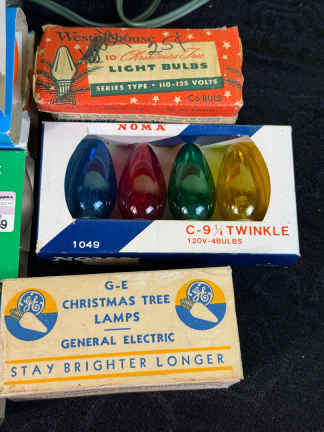 Westinghouse
25¢
10 Christmas Tree
LIGHT BULBS
SERIES TYPE • 110-125 VOLTS
C6 BULB
NOMA
1049
C-9¼ TWINKLE
120V-4BULBS
NOMA
G-E
CHRISTMAS TREE
LAMPS
GENERAL ELECTRIC
STAY BRIGHTER LONGER